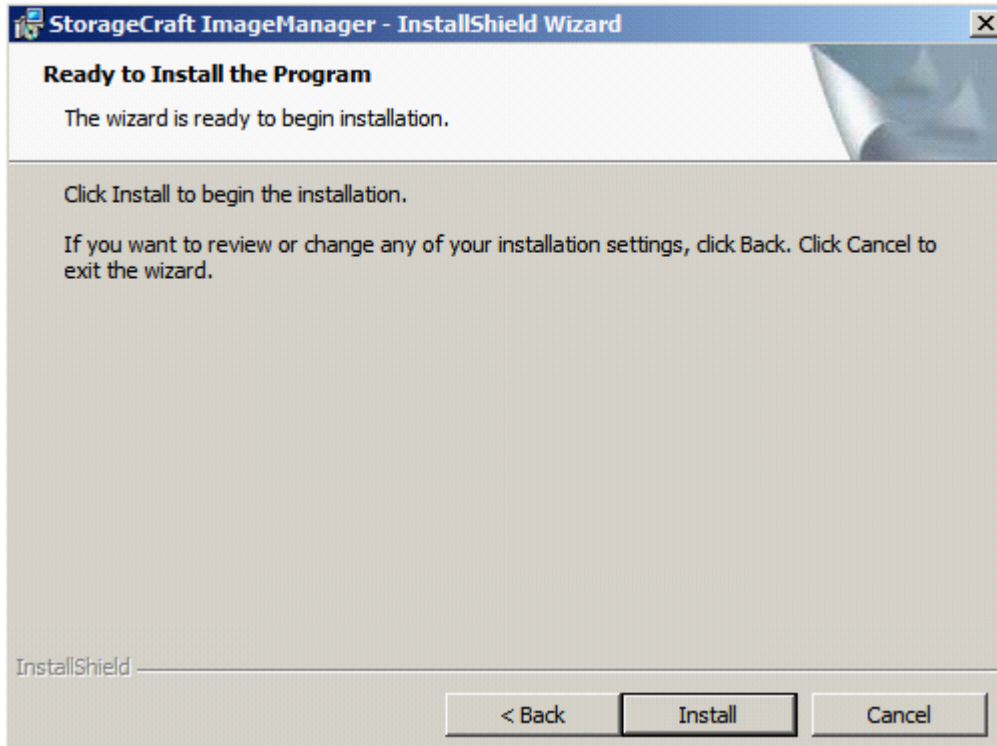 StorageCraft ImageManager - InstallShield Wizard
Ready to Install the Program
The wizard is ready to begin installation.
Click Install to begin the installation.
If you want to review or change any of your installation settings, click Back. Click Cancel to
exit the wizard.
InstallShield
< Back Install Cancel